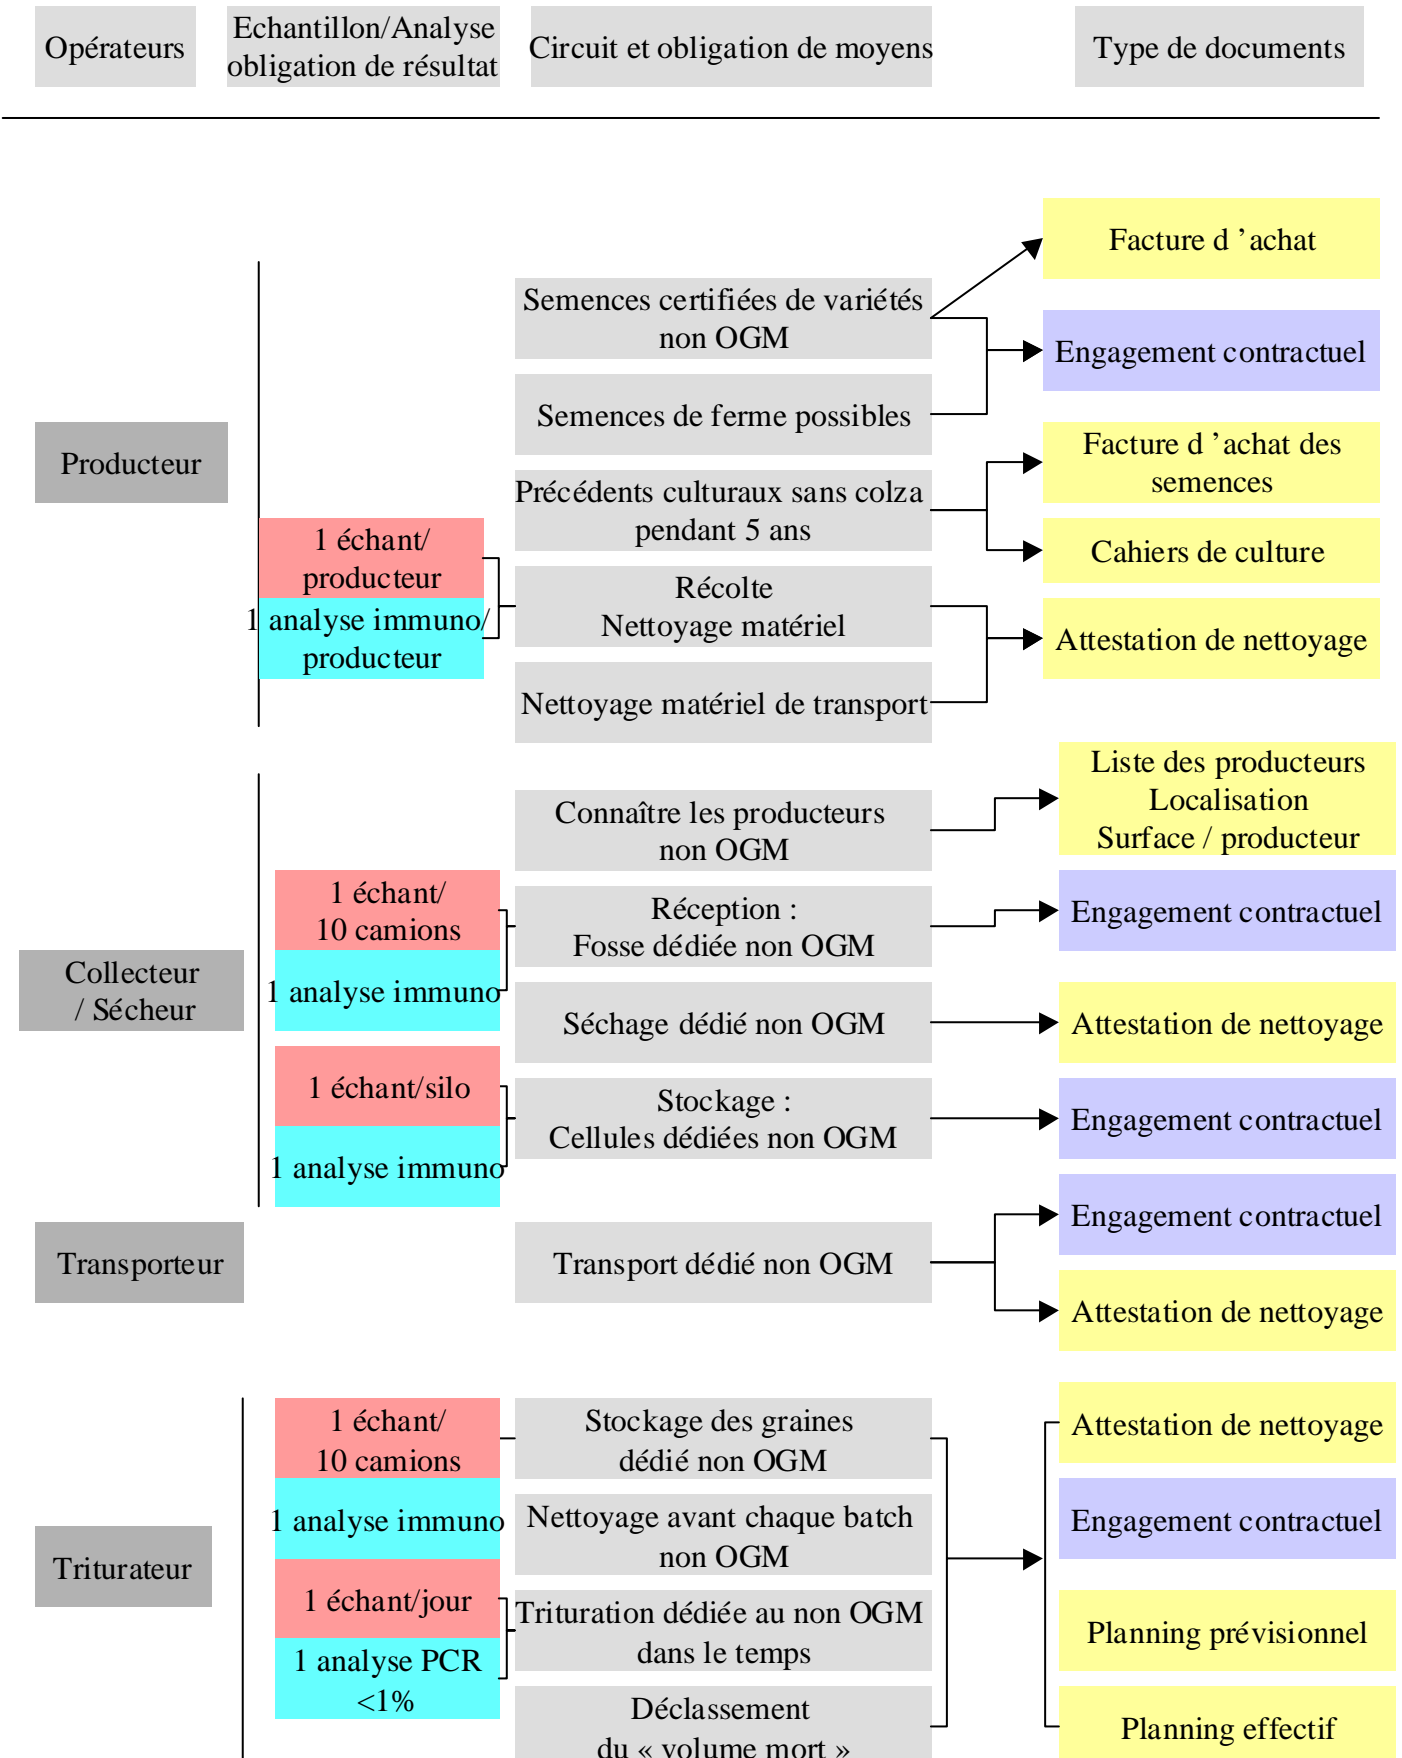 Opérateurs
Echantillon/Analyse
obligation de résultat
Circuit et obligation de moyens
Type de documents
Producteur
1 échant/
producteur
1 analyse immuno/
producteur
Semences certifiées de variétés
non OGM
Semences de ferme possibles
Précédents culturaux sans colza
pendant 5 ans
Récolte
Nettoyage matériel
Nettoyage matériel de transport
Facture d ’achat
Engagement contractuel
Facture d ’achat des
semences
Cahiers de culture
Attestation de nettoyage
Collecteur
/ Sécheur
1 échant/
10 camions
1 analyse immuno
1 échant/silo
1 analyse immuno
Connaître les producteurs
non OGM
Réception :
Fosse dédiée non OGM
Séchage dédié non OGM
Stockage :
Cellules dédiées non OGM
Liste des producteurs
Localisation
Surface / producteur
Engagement contractuel
Attestation de nettoyage
Engagement contractuel
Transporteur
Transport dédié non OGM
Engagement contractuel
Attestation de nettoyage
Triturateur
1 échant/
10 camions
1 analyse immuno
1 échant/jour
1 analyse PCR
<1%
Stockage des graines
dédié non OGM
Nettoyage avant chaque batch
non OGM
Trituration dédiée au non OGM
dans le temps
Déclassement
du « volume mort »
Attestation de nettoyage
Engagement contractuel
Planning prévisionnel
Planning effectif